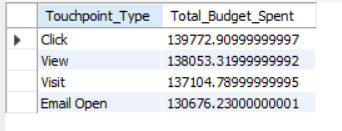 Touchpoint_Type Total_Budget_Spent
Click 139772.90999999997
View 138053.31999999992
Visit 137104.78999999995
Email Open 130676.23000000001